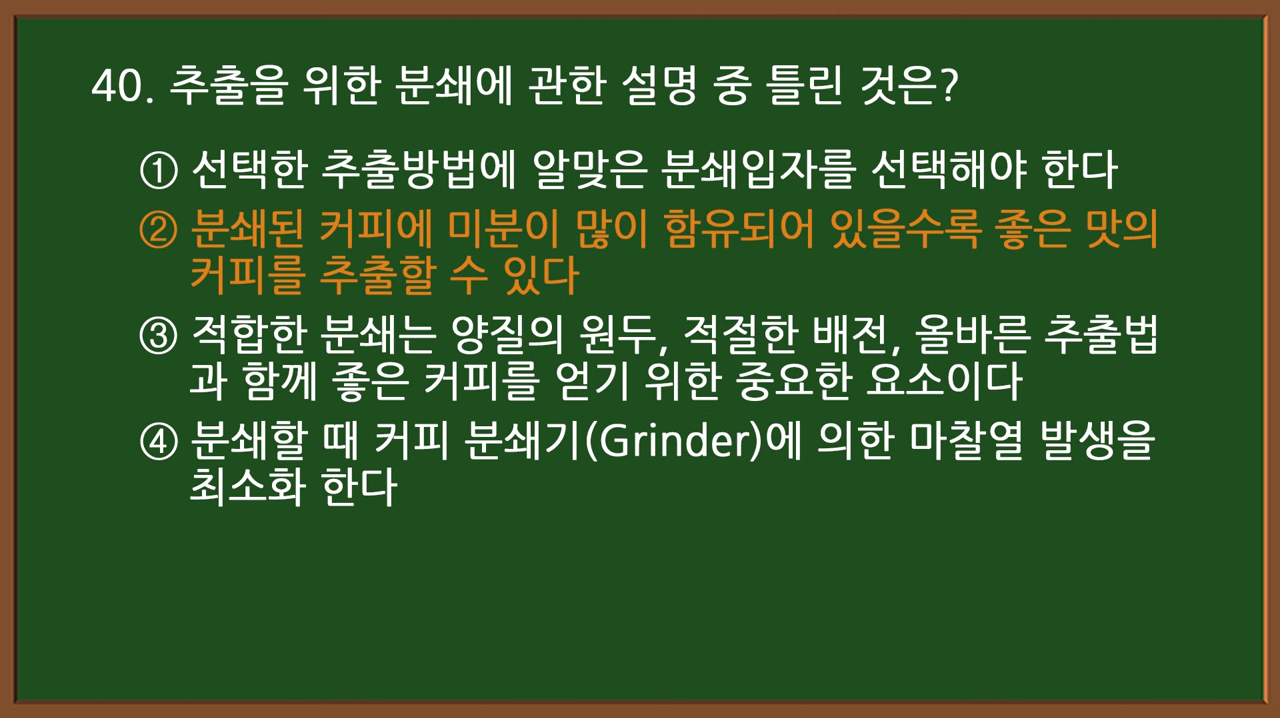 40. 추출을 위한 분쇄에 관한 설명 중 틀린 것은?
① 선택한 추출방법에 알맞은 분쇄입자를 선택해야 한다
② 분쇄된 커피에 미분이 많이 함유되어 있을수록 좋은 맛의
커피를 추출할 수 있다
③ 적합한 분쇄는 양질의 원두, 적절한 배전, 올바른 추출법
과 함께 좋은 커피를 얻기 위한 중요한 요소이다
④ 분쇄할 때 커피 분쇄기(Grinder)에 의한 마찰열 발생을
최소화 한다